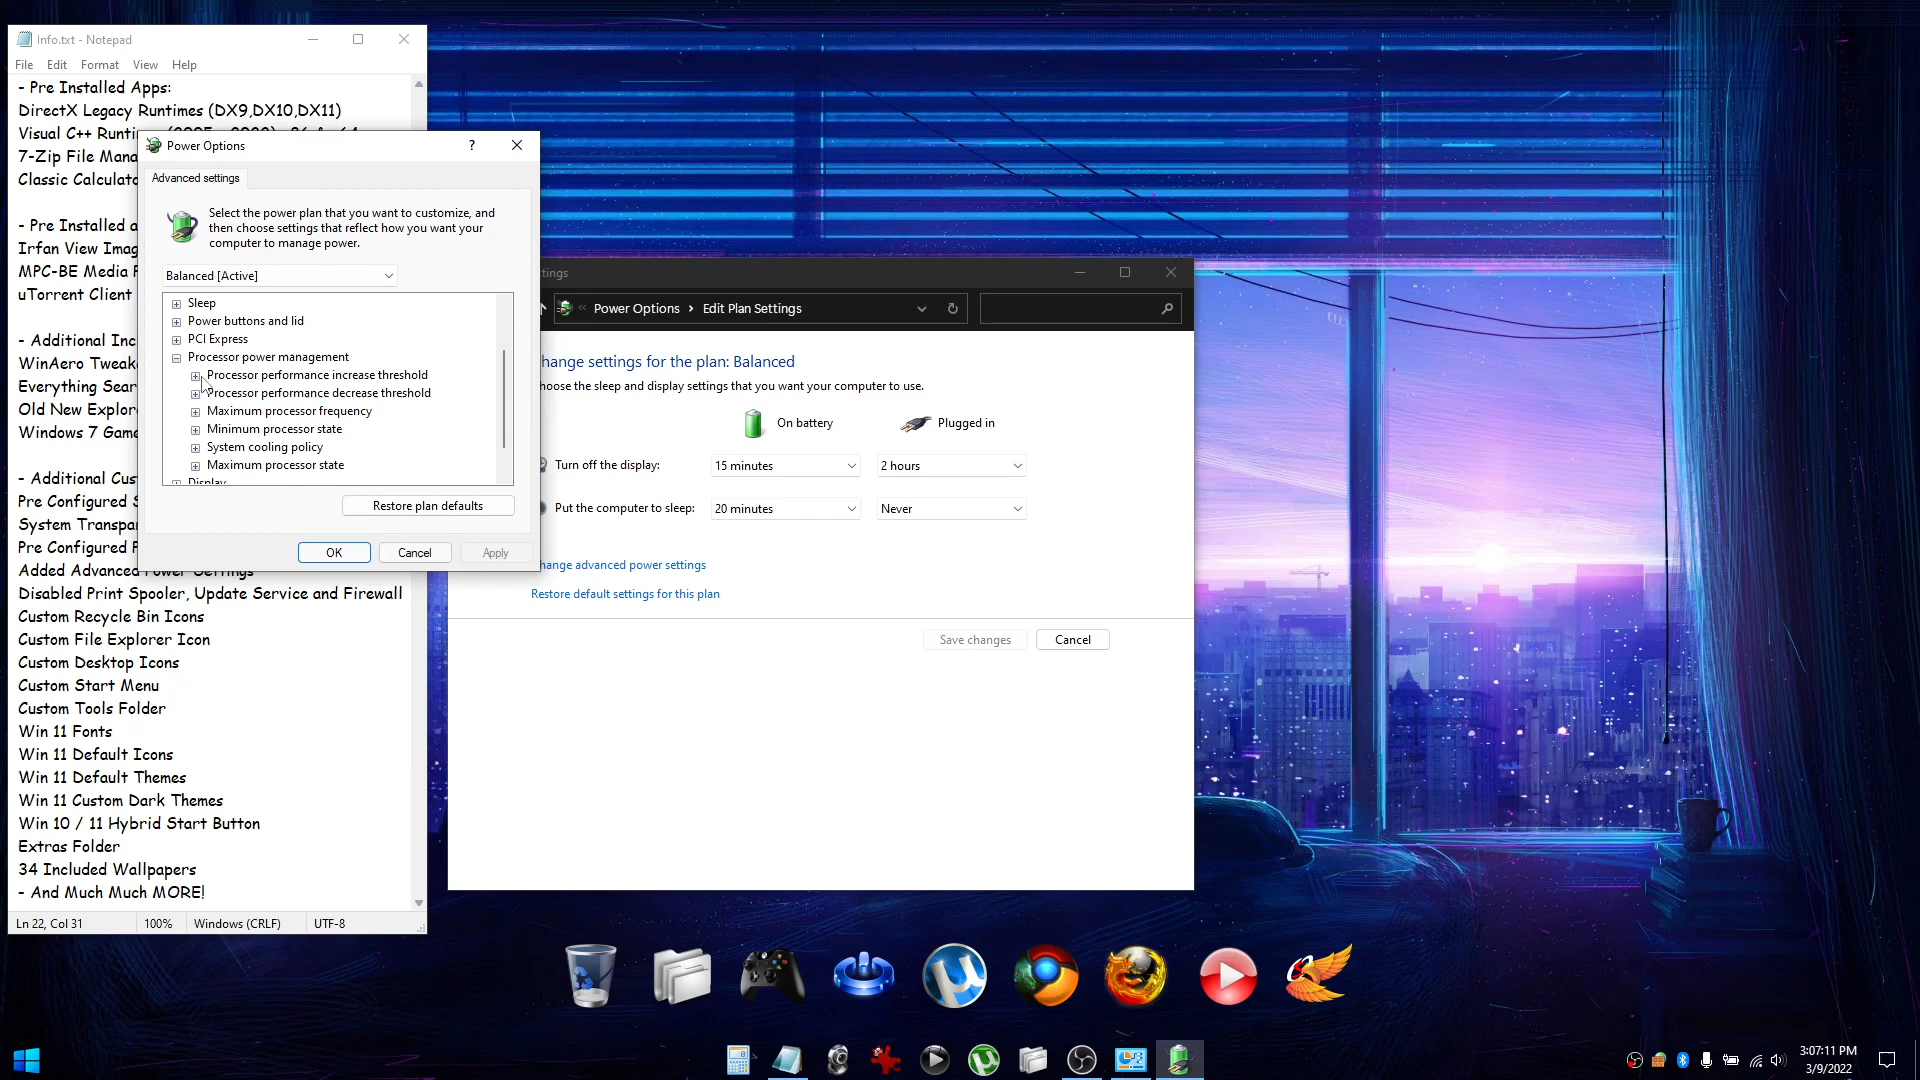 Info.txt - Notepad
File Edit Format View Help
- Pre Installed Apps:
DirectX Legacy Runtimes (DX9,DX10,DX11)
Visual C++
7-Zip File
Classic
- Pre Installed
Irfan View
MPC-BE Media
uTorrent Client
- Additional
WinAero
Everything
Old New
Windows 7
- Additional
Pre Configured
System
Pre Configured
Added Advanced Power Settings
Disabled Print Spooler, Update Service and Firewall
Custom Recycle Bin Icons
Custom File Explorer Icon
Custom Desktop Icons
Custom Start Menu
Custom Tools Folder
Win 11 Fonts
Win 11 Default Icons
Win 11 Default Themes
Win 11 Custom Dark Themes
Win 10 / 11 Hybrid Start Button
Extras Folder
34 Included Wallpapers
- And Much Much MORE!
Ln 22, Col 31 100% Windows (CRLF) UTF-8
Power Options
Advanced settings
Select the power plan that you want to customize, and
then choose settings that reflect how you want your
computer to manage power.
Balanced [Active]
Sleep
Power buttons and lid
PCI Express
Processor power management
Processor performance increase threshold
Processor performance decrease threshold
Maximum processor frequency
Minimum processor state
System cooling policy
Maximum processor state
Display
Restore plan defaults
OK Cancel Apply
Power Options › Edit Plan Settings
hange settings for the plan: Balanced
hoose the sleep and display settings that you want your computer to use.
On battery Plugged in
Turn off the display: 15 minutes 2 hours
Put the computer to sleep: 20 minutes Never
hange advanced power settings
Restore default settings for this plan
Save changes Cancel
3:07:11 PM
3/9/2022